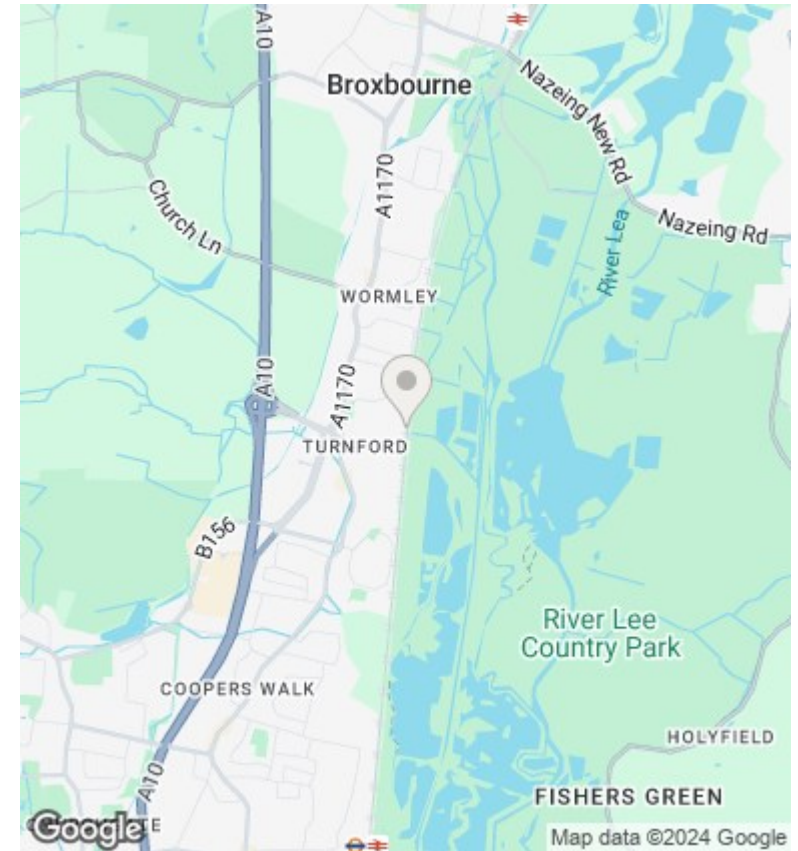 A10
Broxbourne
Nazeing New Rd
A1170
Church Ln
Nazeing Rd
River Lea
WORMLEY
A10
A1170
TURNFORD
B156
River Lee
Country Park
COOPERS WALK
HOLYFIELD
A10
FISHERS GREEN
Google
Map data ©2024 Google